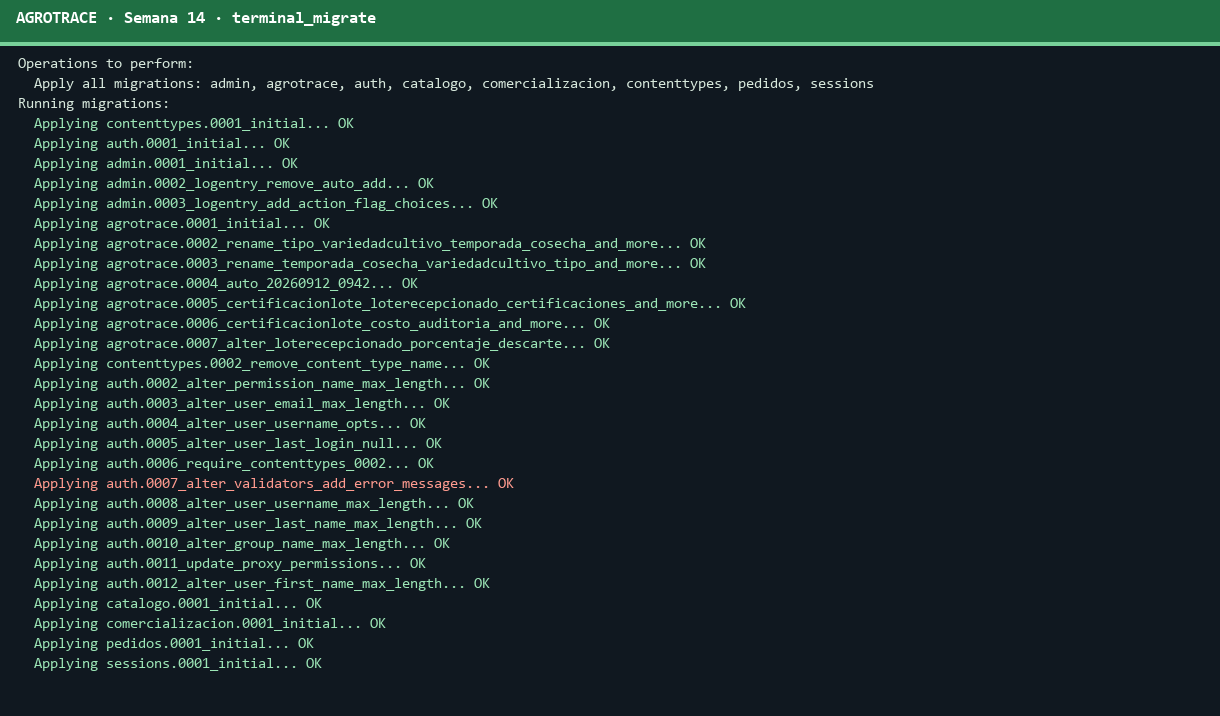 AGROTRACE · Semana 14 · terminal_migrate
Operations to perform:
  Apply all migrations: admin, agrotrace, auth, catalogo, comercializacion, contenttypes, pedidos, sessions
Running migrations:
  Applying contenttypes.0001_initial... OK
  Applying auth.0001_initial... OK
  Applying admin.0001_initial... OK
  Applying admin.0002_logentry_remove_auto_add... OK
  Applying admin.0003_logentry_add_action_flag_choices... OK
  Applying agrotrace.0001_initial... OK
  Applying agrotrace.0002_rename_tipo_variedadcultivo_temporada_cosecha_and_more... OK
  Applying agrotrace.0003_rename_temporada_cosecha_variedadcultivo_tipo_and_more... OK
  Applying agrotrace.0004_auto_20260912_0942... OK
  Applying agrotrace.0005_certificacionlote_loterecepcionado_certificaciones_and_more... OK
  Applying agrotrace.0006_certificacionlote_costo_auditoria_and_more... OK
  Applying agrotrace.0007_alter_loterecepcionado_porcentaje_descarte... OK
  Applying contenttypes.0002_remove_content_type_name... OK
  Applying auth.0002_alter_permission_name_max_length... OK
  Applying auth.0003_alter_user_email_max_length... OK
  Applying auth.0004_alter_user_username_opts... OK
  Applying auth.0005_alter_user_last_login_null... OK
  Applying auth.0006_require_contenttypes_0002... OK
  Applying auth.0007_alter_validators_add_error_messages... OK
  Applying auth.0008_alter_user_username_max_length... OK
  Applying auth.0009_alter_user_last_name_max_length... OK
  Applying auth.0010_alter_group_name_max_length... OK
  Applying auth.0011_update_proxy_permissions... OK
  Applying auth.0012_alter_user_first_name_max_length... OK
  Applying catalogo.0001_initial... OK
  Applying comercializacion.0001_initial... OK
  Applying pedidos.0001_initial... OK
  Applying sessions.0001_initial... OK